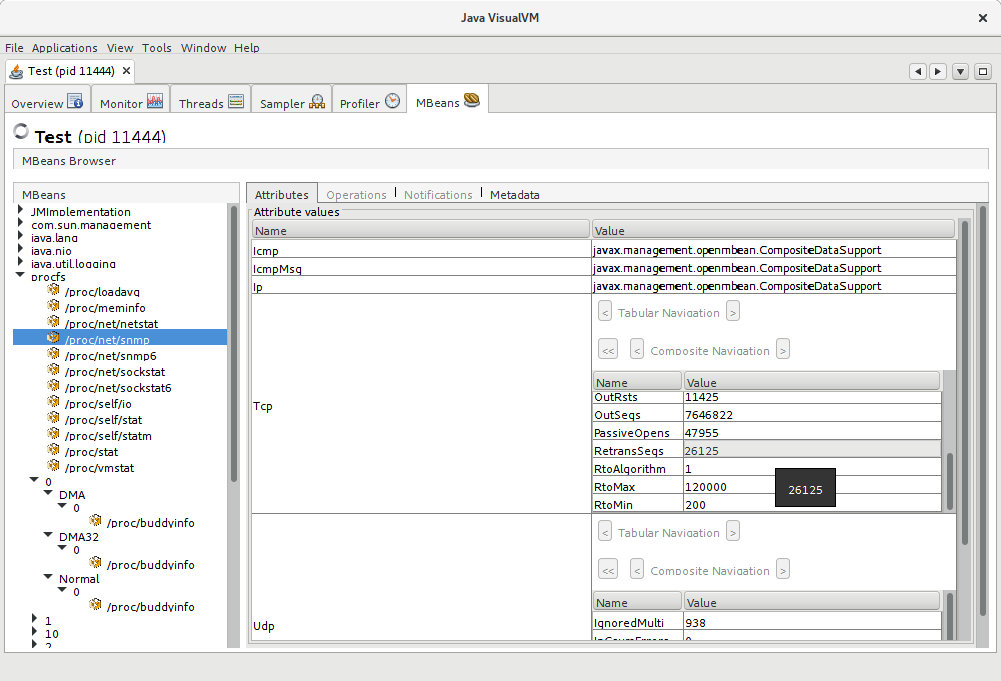 Java VisualVM
File Applications View Tools Window Help
Test (pid 11444)
Overview Monitor Threads Sampler Profiler MBeans
Test (pid 11444)
MBeans Browser
MBeans
JMImplementation
com.sun.management
java.lang
java.nio
java.util.logging
procfs
/proc/loadavg
/proc/meminfo
/proc/net/netstat
/proc/net/snmp
/proc/net/snmp6
/proc/net/sockstat
/proc/net/sockstat6
/proc/self/io
/proc/self/stat
/proc/self/statm
/proc/stat
/proc/vmstat
0
DMA
0
/proc/buddyinfo
DMA32
0
/proc/buddyinfo
Normal
0
/proc/buddyinfo
1
10
2
Attributes Operations Notifications Metadata
Attribute values
Name Value
Icmp javax.management.openmbean.CompositeDataSupport
IcmpMsg javax.management.openmbean.CompositeDataSupport
Ip javax.management.openmbean.CompositeDataSupport
Tcp
< Tabular Navigation >
<< < Composite Navigation >
Name Value
OutRsts 11425
OutSegs 7646822
PassiveOpens 47955
RetransSegs 26125
RtoAlgorithm 1
RtoMax 120000
RtoMin 200
26125
Udp
< Tabular Navigation >
<< < Composite Navigation >
Name Value
IgnoredMulti 938
InCsumErrors 0